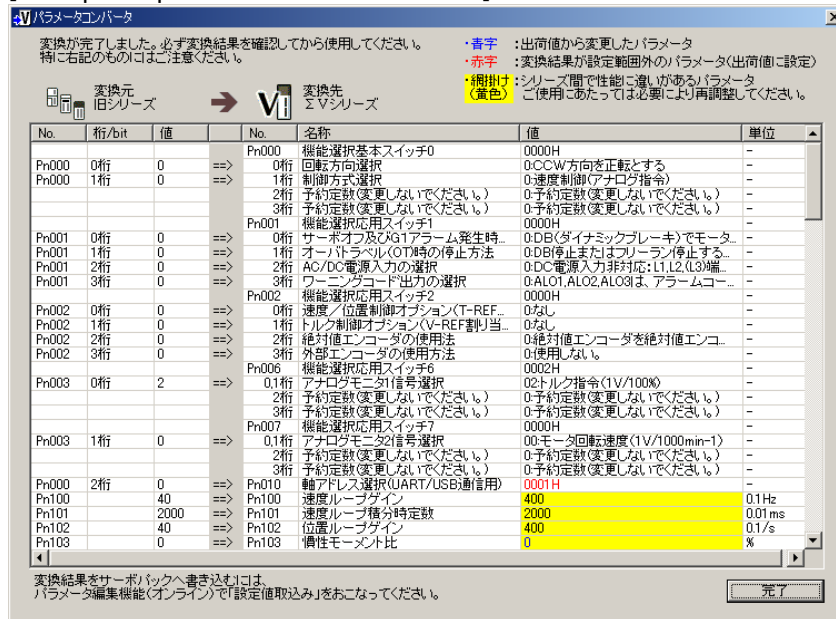 パラメータコンバータ
変換が完了しました。必ず変換結果を確認してから使用してください。
特に右記のものにはご注意ください。
・青字 :出荷値から変更したパラメータ
・赤字 :変換結果が設定範囲外のパラメータ(出荷値に設定)
・網掛け :シリーズ間で性能に違いがあるパラメータ
(黄色) ご使用にあたっては必要により再調整してください。
変換元 変換先
旧シリーズ ΣVシリーズ
No. 桁/bit 値 No. 名称 値 単位
Pn000 機能選択基本スイッチ0 0000H -
Pn000 0桁 0 ==> 0桁 回転方向選択 0:CCW方向を正転とする -
Pn000 1桁 0 ==> 1桁 制御方式選択 0:速度制御(アナログ指令) -
2桁 予約定数(変更しないでください。) 0:予約定数(変更しないでください。) -
3桁 予約定数(変更しないでください。) 0:予約定数(変更しないでください。) -
Pn001 機能選択応用スイッチ1 0000H -
Pn001 0桁 0 ==> 0桁 サーボオフ及びG1アラーム発生時... 0:DB(ダイナミックブレーキ)でモータ... -
Pn001 1桁 0 ==> 1桁 オーバトラベル(OT)時の停止方法 0:DB停止またはフリーラン停止する... -
Pn001 2桁 0 ==> 2桁 AC/DC電源入力の選択 0:DC電源入力非対応:L1,L2,(L3)端... -
Pn001 3桁 0 ==> 3桁 ワーニングコード出力の選択 0:ALO1,ALO2,ALO3は、アラームコー... -
Pn002 機能選択応用スイッチ2 0000H -
Pn002 0桁 0 ==> 0桁 速度/位置制御オプション(T-REF... 0:なし -
Pn002 1桁 0 ==> 1桁 トルク制御オプション(V-REF割り当... 0:なし -
Pn002 2桁 0 ==> 2桁 絶対値エンコーダの使用法 0:絶対値エンコーダを絶対値エンコ... -
Pn002 3桁 0 ==> 3桁 外部エンコーダの使用方法 0:使用しない。 -
Pn006 機能選択応用スイッチ6 0002H -
Pn003 0桁 2 ==> 0,1桁 アナログモニタ1信号選択 02:トルク指令(1V/100%) -
2桁 予約定数(変更しないでください。) 0:予約定数(変更しないでください。) -
3桁 予約定数(変更しないでください。) 0:予約定数(変更しないでください。) -
Pn007 機能選択応用スイッチ7 0000H -
Pn003 1桁 0 ==> 0,1桁 アナログモニタ2信号選択 00:モータ回転速度(1V/1000min-1) -
2桁 予約定数(変更しないでください。) 0:予約定数(変更しないでください。) -
3桁 予約定数(変更しないでください。) 0:予約定数(変更しないでください。) -
Pn000 2桁 0 ==> Pn010 軸アドレス選択(UART/USB通信用) 0001H -
Pn100 40 ==> Pn100 速度ループゲイン 400 0.1Hz
Pn101 2000 ==> Pn101 速度ループ積分時定数 2000 0.01ms
Pn102 40 ==> Pn102 位置ループゲイン 400 0.1/s
Pn103 0 ==> Pn103 慣性モーメント比 0 %
変換結果をサーボパックへ書き込むには、
パラメータ編集機能(オンライン)で「設定値取込み」をおこなってください。
完了